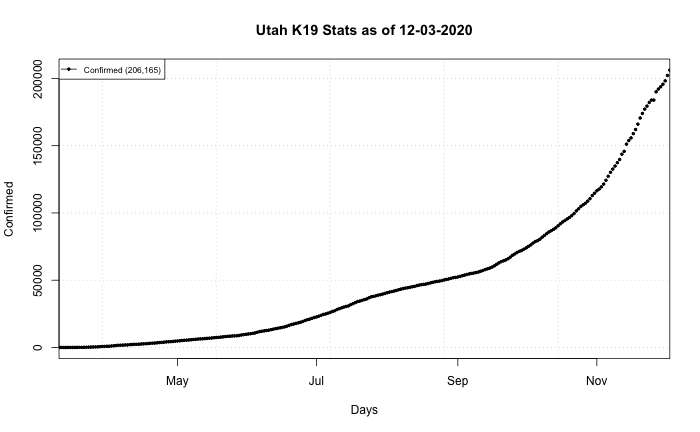 Utah K19 Stats as of 12-03-2020
Confirmed (206,165)
200000
150000
100000
50000
0
Confirmed
May Jul Sep Nov
Days